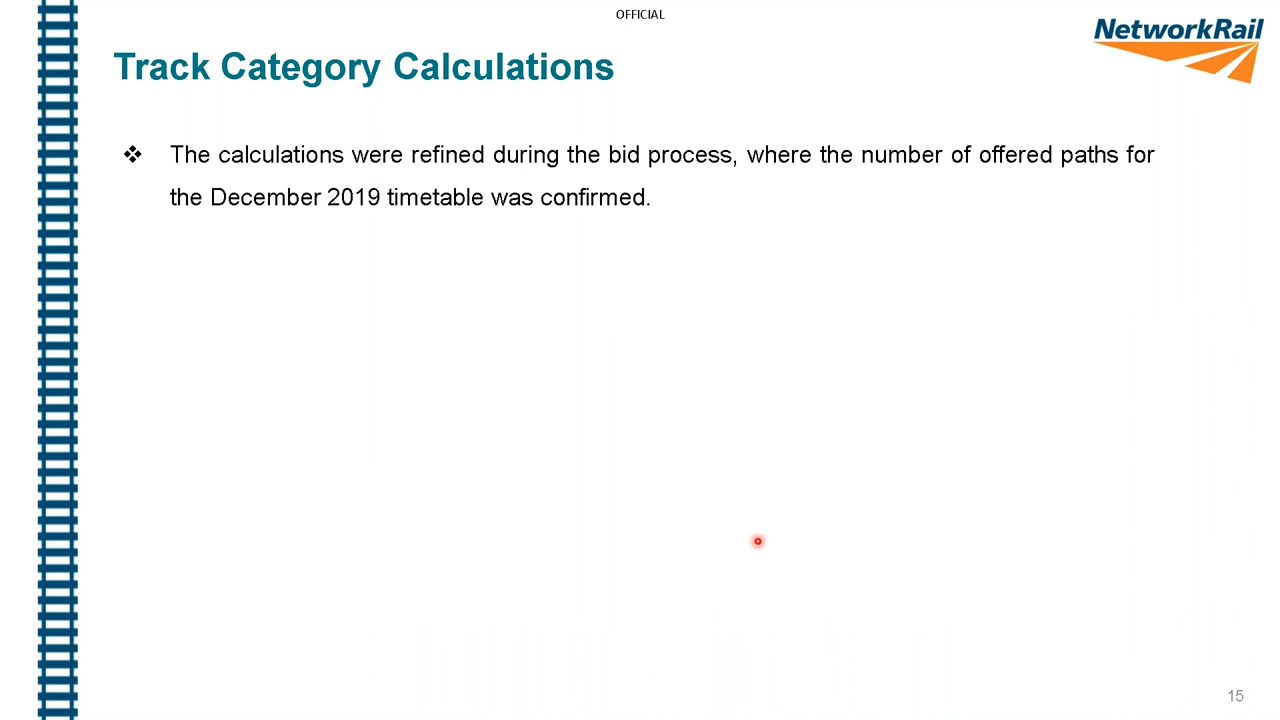 OFFICIAL
NetworkRail
Track Category Calculations
❖ The calculations were refined during the bid process, where the number of offered paths for
the December 2019 timetable was confirmed.
15